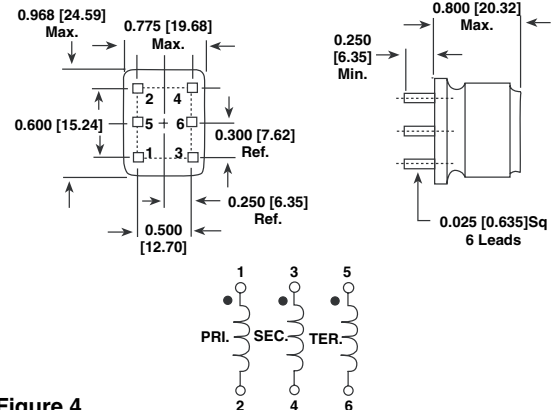 0.968 [24.59]
Max.
0.775 [19.68]
Max.
0.800 [20.32]
Max.
0.250
[6.35]
Min.
2 4
0.600 [15.24]
5 6
0.300 [7.62]
Ref.
1 3
0.250 [6.35]
Ref.
0.500
[12.70]
0.025 [0.635]Sq
6 Leads
1 3 5
PRI. SEC. TER.
2 4 6
Figure 4